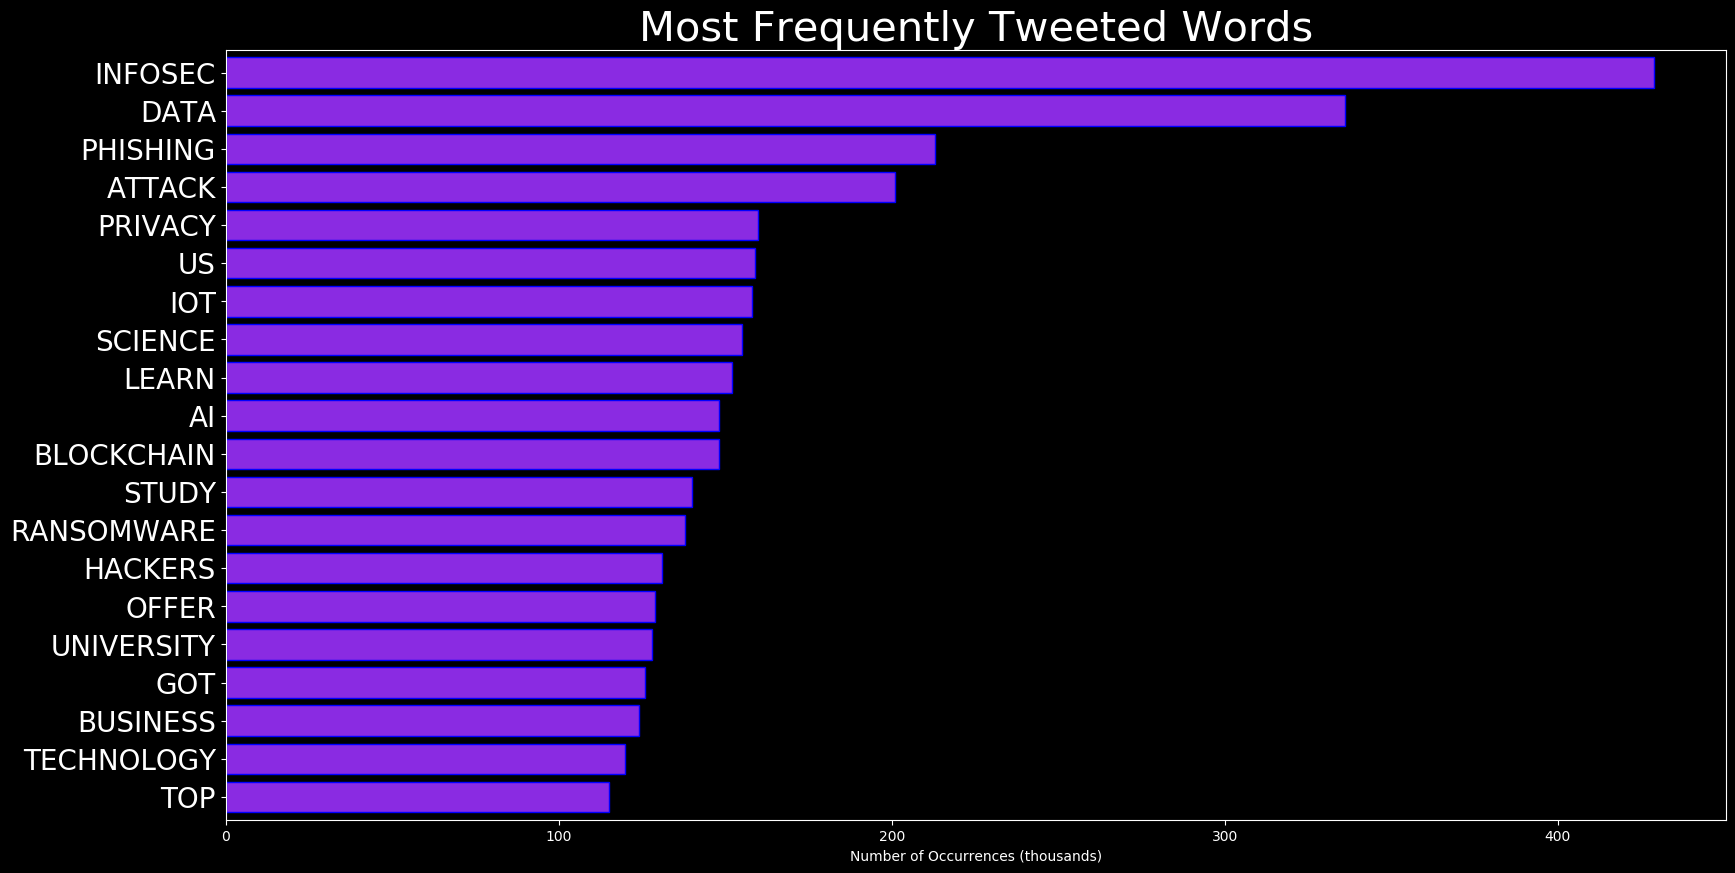 Most Frequently Tweeted Words
INFOSEC
DATA
PHISHING
ATTACK
PRIVACY
US
IOT
SCIENCE
LEARN
AI
BLOCKCHAIN
STUDY
RANSOMWARE
HACKERS
OFFER
UNIVERSITY
GOT
BUSINESS
TECHNOLOGY
TOP
0 100 200 300 400
Number of Occurrences (thousands)